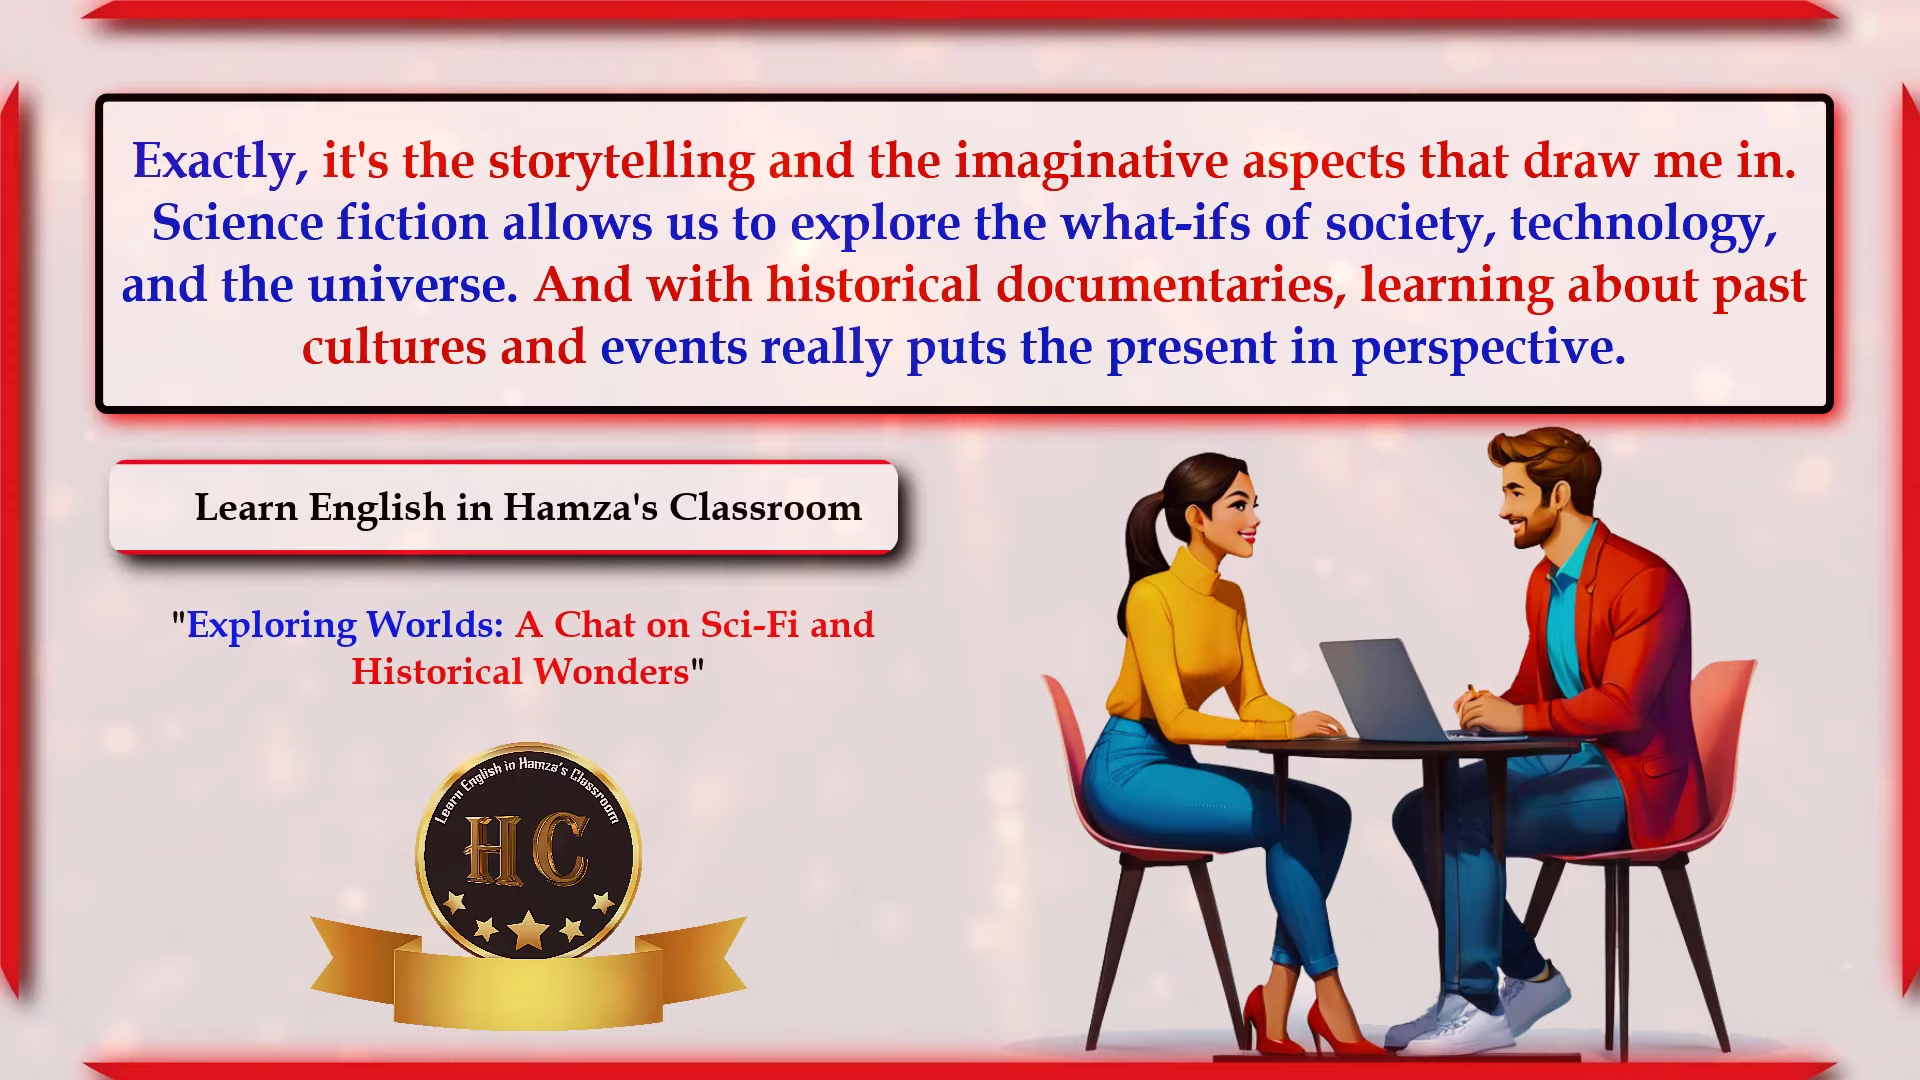 Exactly, it's the storytelling and the imaginative aspects that draw me in.
Science fiction allows us to explore the what-ifs of society, technology,
and the universe. And with historical documentaries, learning about past
cultures and events really puts the present in perspective.
Learn English in Hamza's Classroom
"Exploring Worlds: A Chat on Sci-Fi and
Historical Wonders"
Learn English in Hamza's Classroom
HC